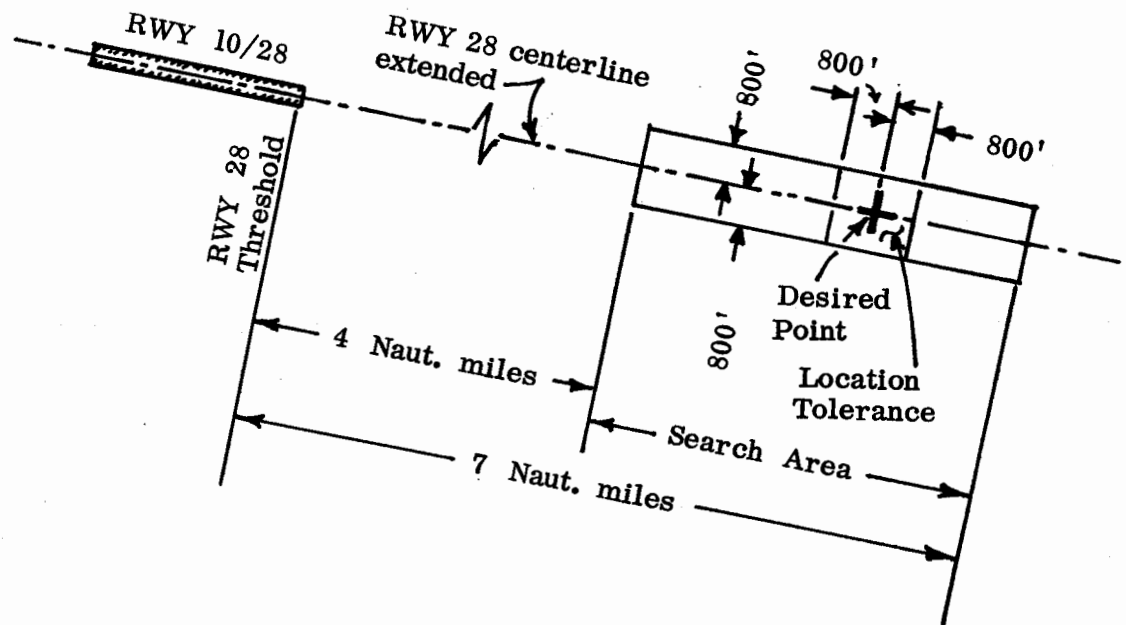 RWY 10/28
RWY 28 centerline
extended
800'
800'
800'
RWY 28
Threshold
Desired
Point
800'
Location
Tolerance
4 Naut. miles
Search Area
7 Naut. miles